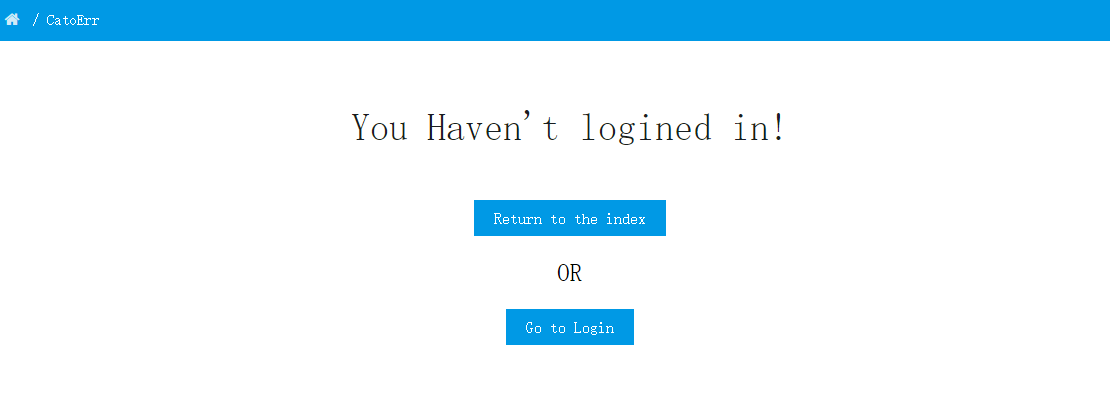 / CatoErr
You Haven't logined in!
Return to the index
OR
Go to Login